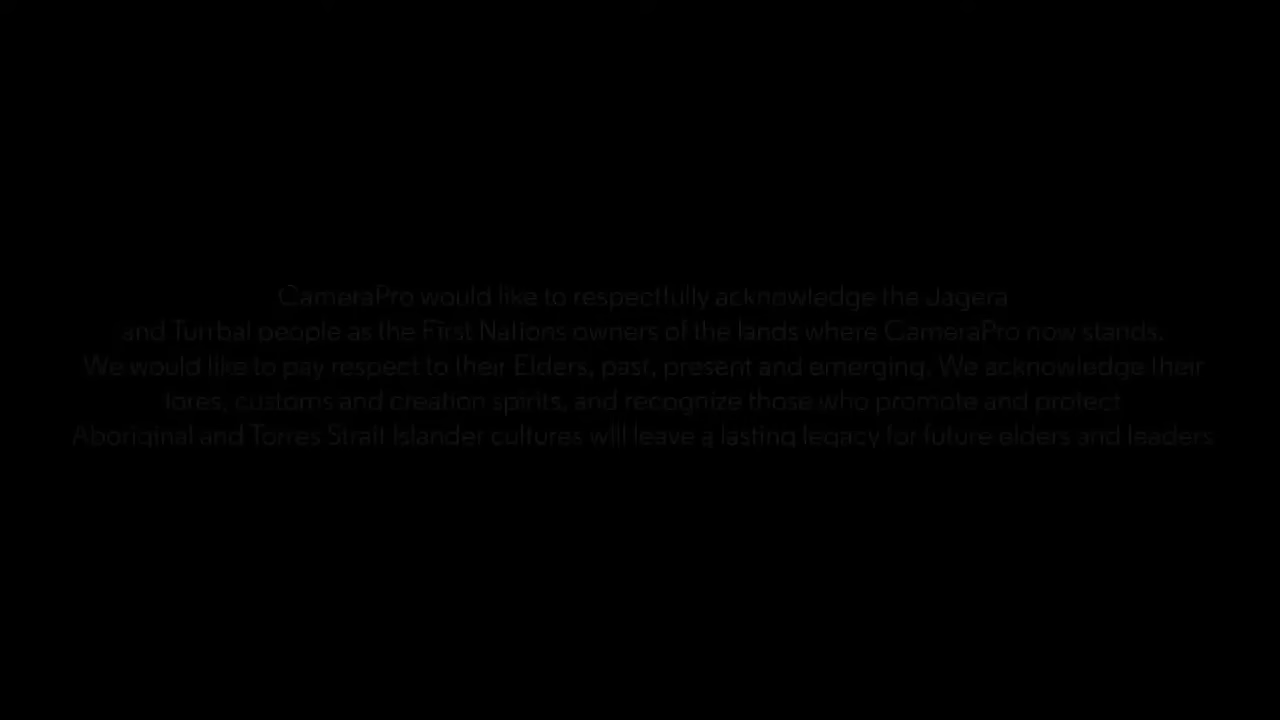 CameraPro would like to respectfully acknowledge the Jagera
and Turrbal people as the First Nations owners of the lands where CameraPro now stands.
We would like to pay respect to their Elders, past, present and emerging. We acknowledge their
lores, customs and creation spirits, and recognize those who promote and protect
Aboriginal and Torres Strait Islander cultures will leave a lasting legacy for future elders and leaders